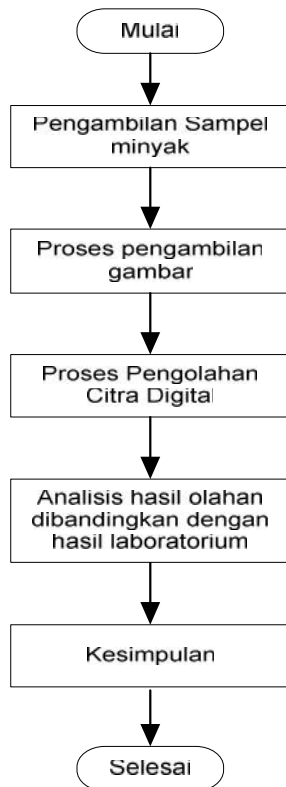 Mulai
Pengambilan Sampel
minyak
Proses pengambilan
gambar
Proses Pengolahan
Citra Digital
Analisis hasil olahan
dibandingkan dengan
hasil laboratorium
Kesimpulan
Selesai